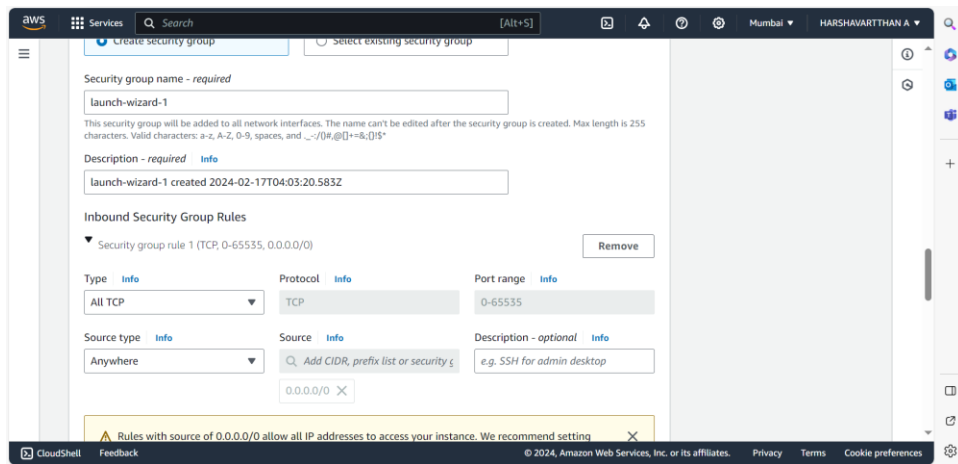 aws Services Search [Alt+S] Mumbai ▼ HARSHAVARTTHAN A ▼
Create security group Select existing security group
Security group name - required
launch-wizard-1
This security group will be added to all network interfaces. The name can't be edited after the security group is created. Max length is 255
characters. Valid characters: a-z, A-Z, 0-9, spaces, and ._-:/()#,@[]+=&;{}!$*
Description - required Info
launch-wizard-1 created 2024-02-17T04:03:20.583Z
Inbound Security Group Rules
▼ Security group rule 1 (TCP, 0-65535, 0.0.0.0/0) Remove
Type Info Protocol Info Port range Info
All TCP TCP 0-65535
Source type Info Source Info Description - optional Info
Anywhere Add CIDR, prefix list or security g e.g. SSH for admin desktop
0.0.0.0/0
Rules with source of 0.0.0.0/0 allow all IP addresses to access your instance. We recommend setting
CloudShell Feedback © 2024, Amazon Web Services, Inc. or its affiliates. Privacy Terms Cookie preferences